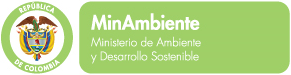 REPÚBLICA
DE COLOMBIA
MinAmbiente
Ministerio de Ambiente
y Desarrollo Sostenible